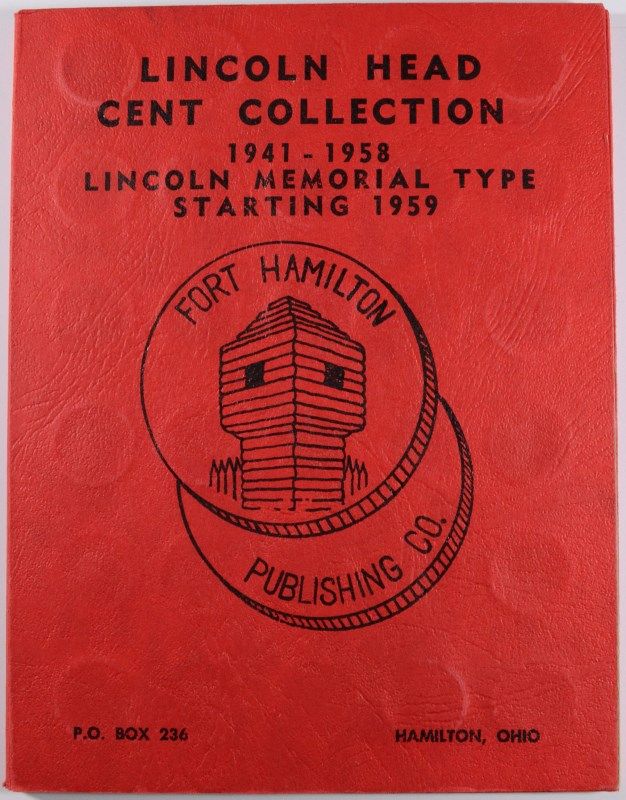 LINCOLN HEAD
CENT COLLECTION
1941 - 1958
LINCOLN MEMORIAL TYPE
STARTING 1959
FORT HAMILTON
PUBLISHING CO.
P.O. BOX 236
HAMILTON, OHIO